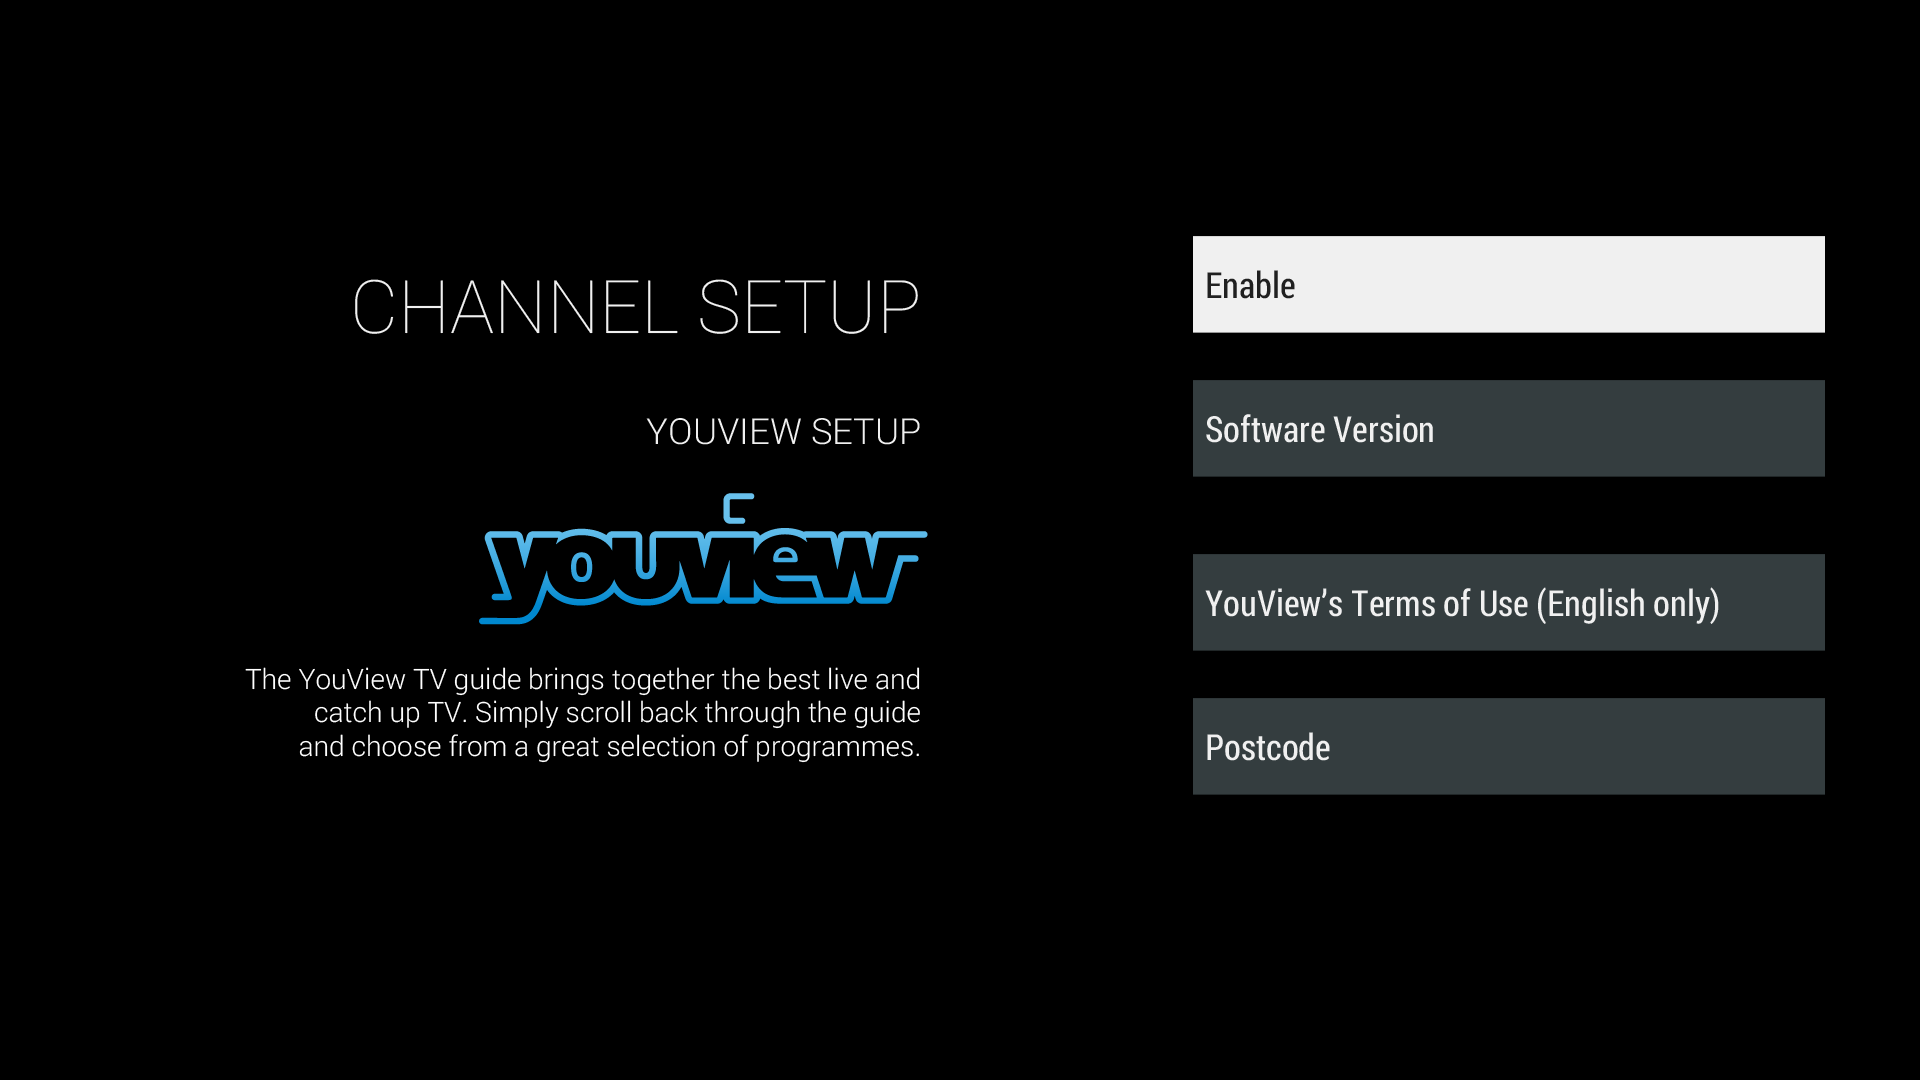 CHANNEL SETUP
YOUVIEW SETUP
youview
The YouView TV guide brings together the best live and
catch up TV. Simply scroll back through the guide
and choose from a great selection of programmes.
Enable
Software Version
YouView’s Terms of Use (English only)
Postcode